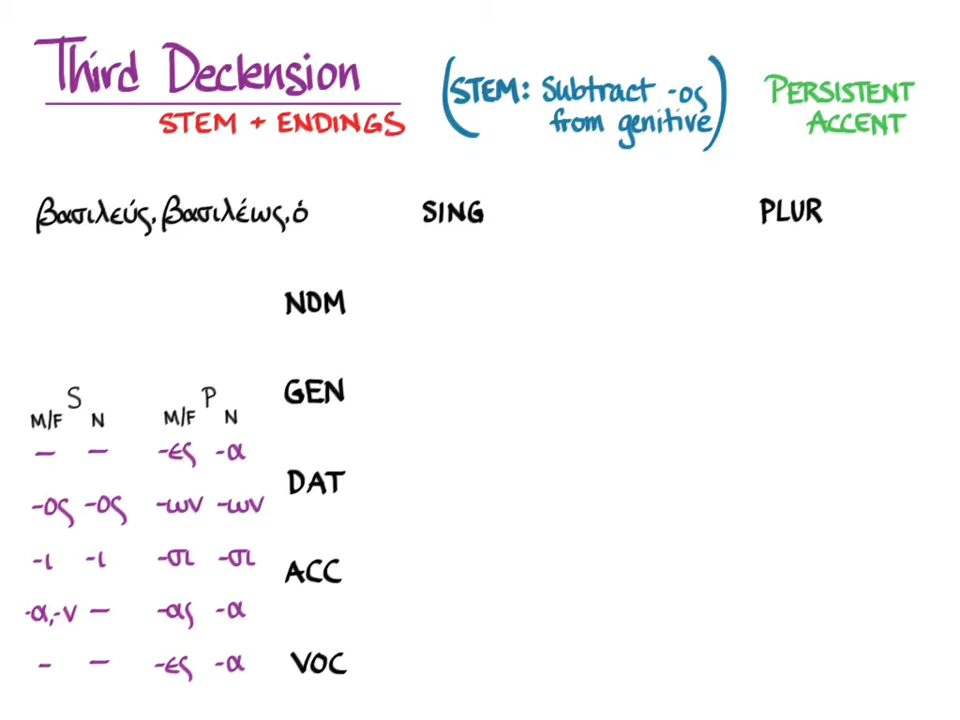 Third Declension
STEM + ENDINGS
(STEM: Subtract -ος
from genitive)
PERSISTENT
ACCENT
βασιλεύς, βασιλέως, ὁ
SING
PLUR
NOM
GEN
S P
M/F N M/F N
— — -ες -α
DAT
-ος -ος -ων -ων
-ι -ι -σι -σι
ACC
-α,-ν — -ας -α
- — -ες -α
VOC